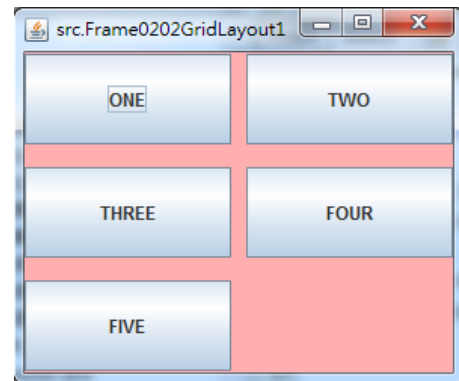 src.Frame0202GridLayout1
ONE
TWO
THREE
FOUR
FIVE